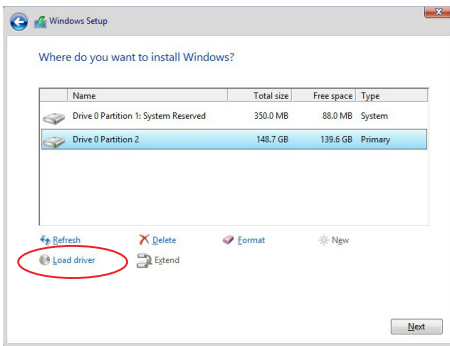 Windows Setup
Where do you want to install Windows?
Name Total size Free space Type
Drive 0 Partition 1: System Reserved 350.0 MB 88.0 MB System
Drive 0 Partition 2 148.7 GB 139.6 GB Primary
Refresh Delete Format New
Load driver Extend
Next